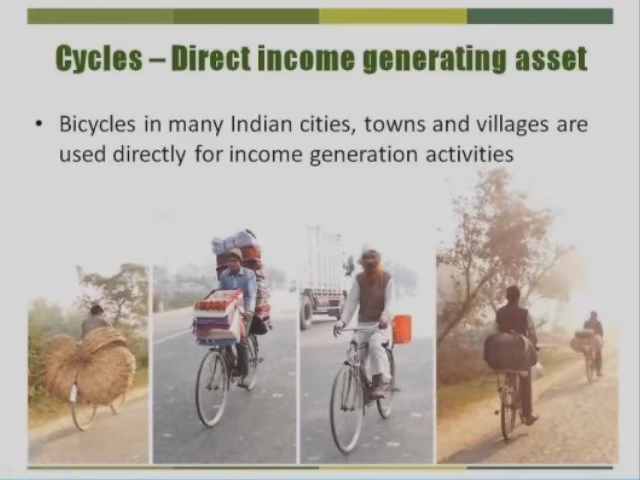 Cycles – Direct income generating asset
• Bicycles in many Indian cities, towns and villages are
used directly for income generation activities